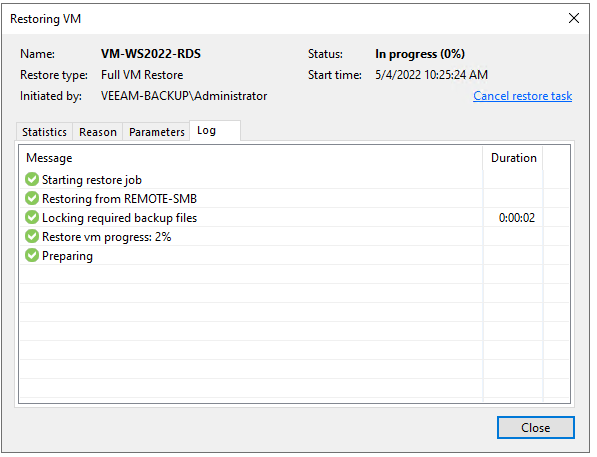 Restoring VM
Name: VM-WS2022-RDS Status: In progress (0%)
Restore type: Full VM Restore Start time: 5/4/2022 10:25:24 AM
Initiated by: VEEAM-BACKUP\Administrator Cancel restore task
Statistics Reason Parameters Log
Message Duration
Starting restore job
Restoring from REMOTE-SMB
Locking required backup files 0:00:02
Restore vm progress: 2%
Preparing
Close